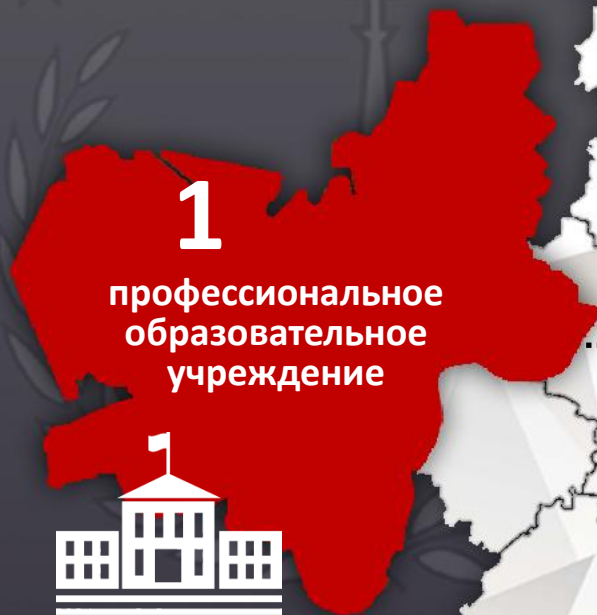 1
профессиональное
образовательное
учреждение